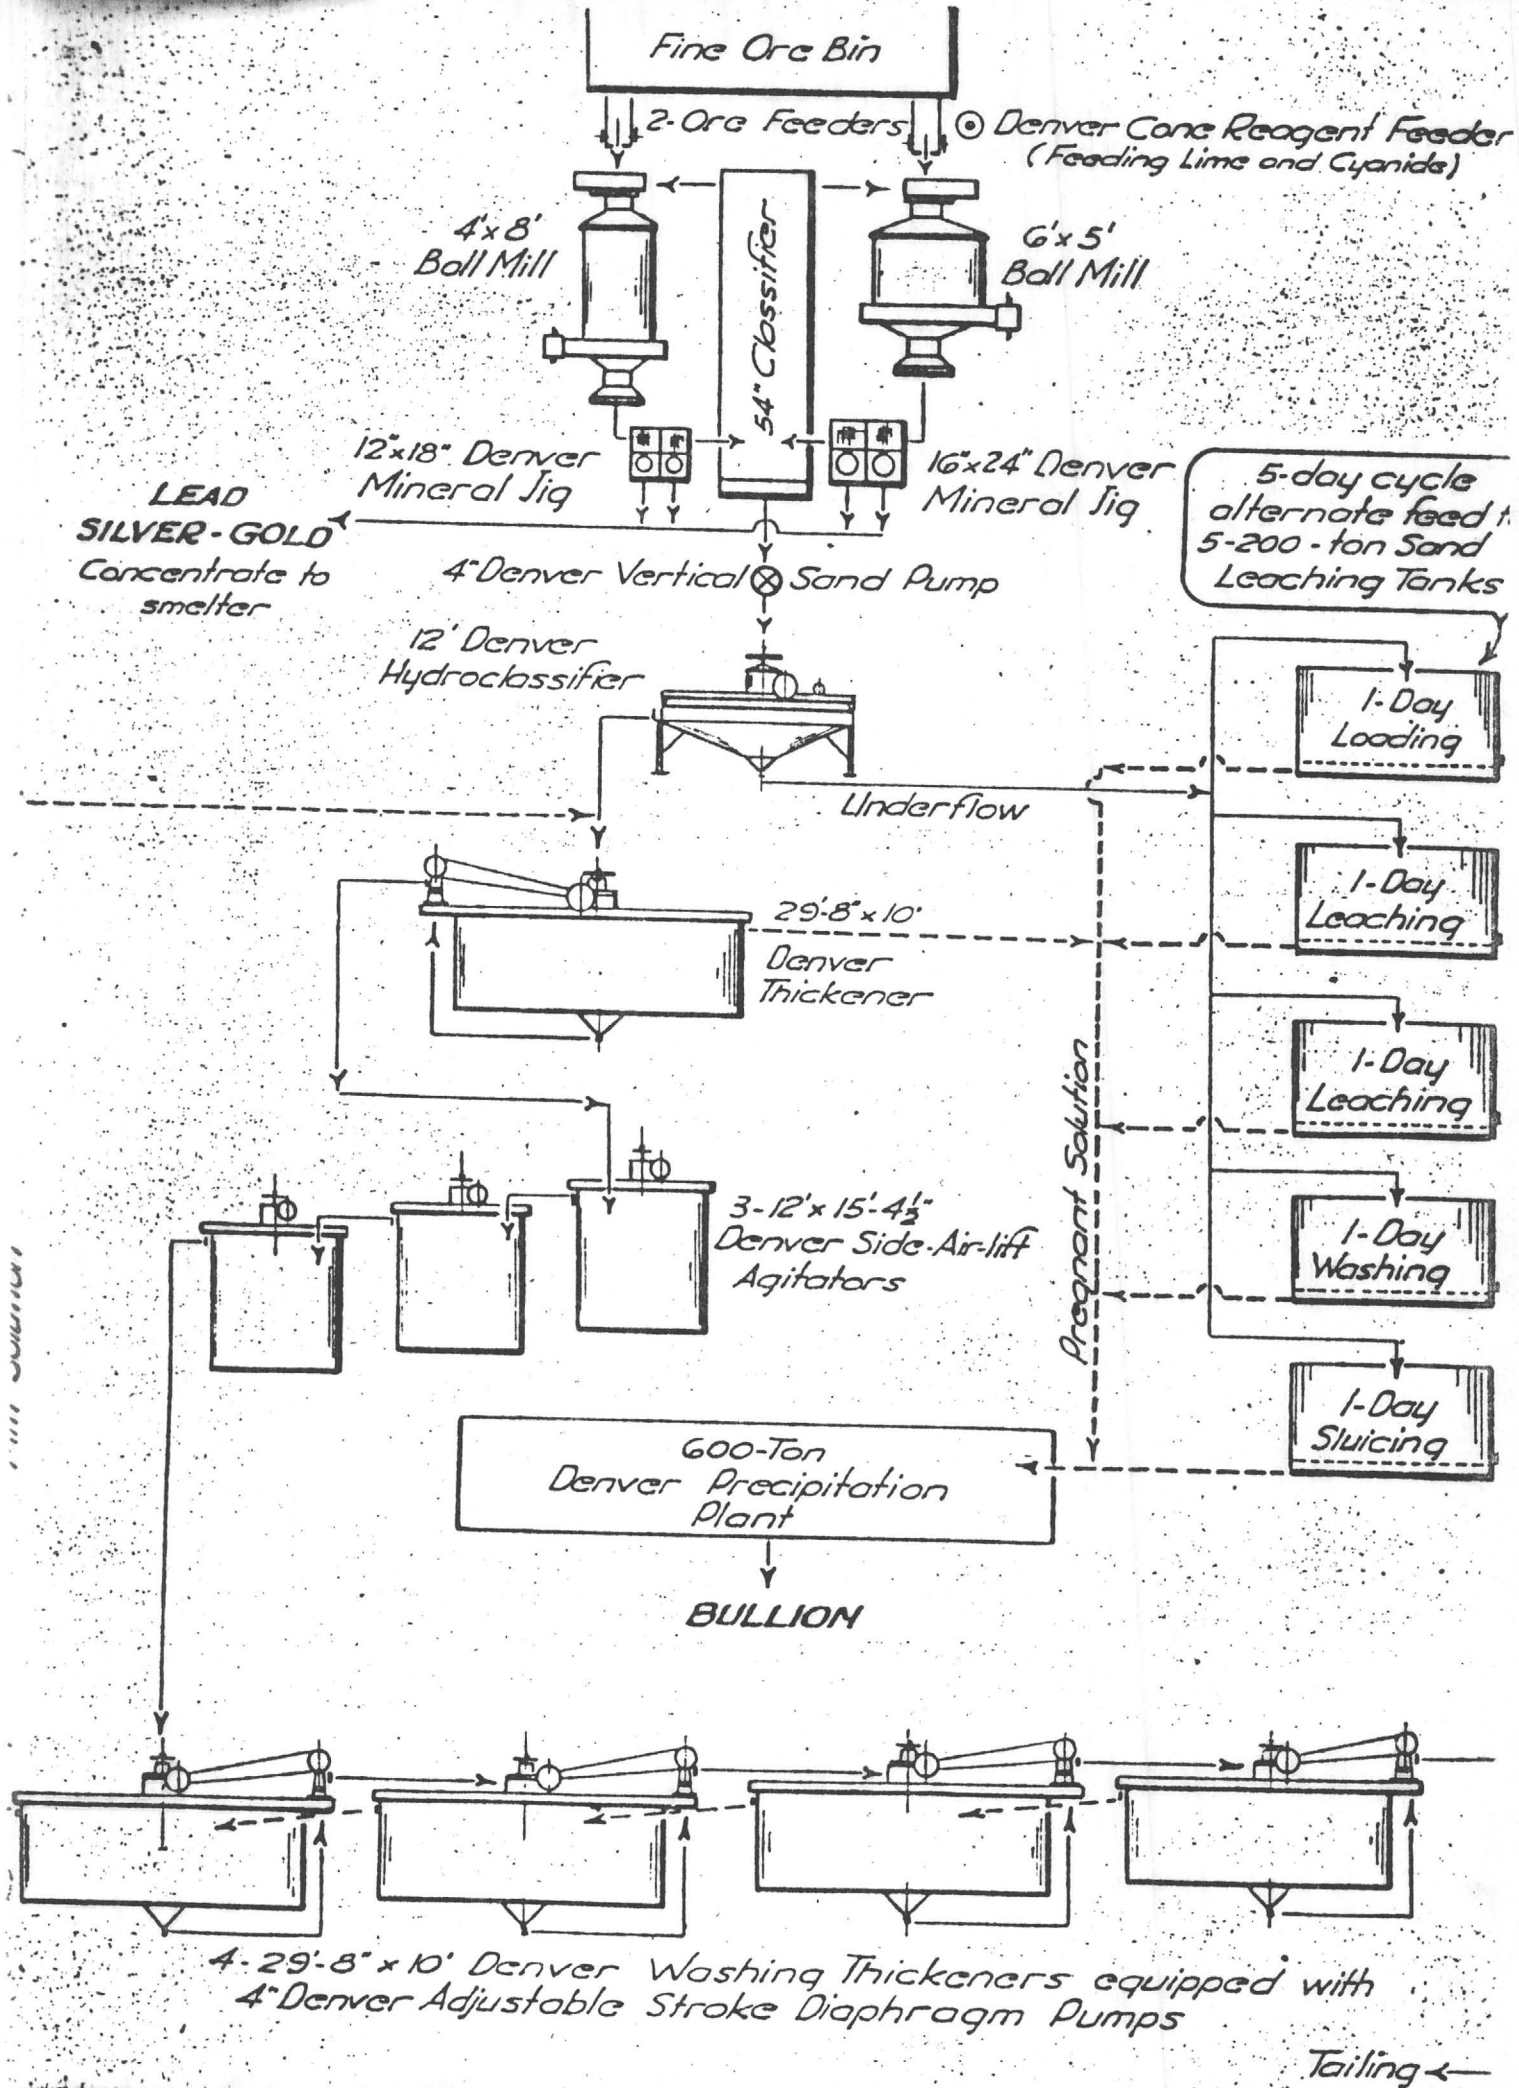 Fine Ore Bin
2-Ore Feeders
Denver Cone Reagent Feeder
(Feeding Lime and Cyanide)
4'x8'
Ball Mill
54" Classifier
6'x5'
Ball Mill
12"x18" Denver
Mineral Jig
16"x24" Denver
Mineral Jig
LEAD
SILVER-GOLD
Concentrate to
smelter
5-day cycle
alternate feed
5-200-ton Sand
Leaching Tanks
4" Denver Vertical Sand Pump
12' Denver
Hydroclassifier
1-Day
Loading
Underflow
1-Day
Leaching
29'-8" x 10'
Denver
Thickener
1-Day
Leaching
Pregnant Solution
3-12' x 15'-4½"
Denver Side-Air-lift
Agitators
1-Day
Washing
1-Day
Sluicing
600-Ton
Denver Precipitation
Plant
BULLION
4-29'-8" x 10' Denver Washing Thickeners equipped with
4" Denver Adjustable Stroke Diaphragm Pumps
Tailing